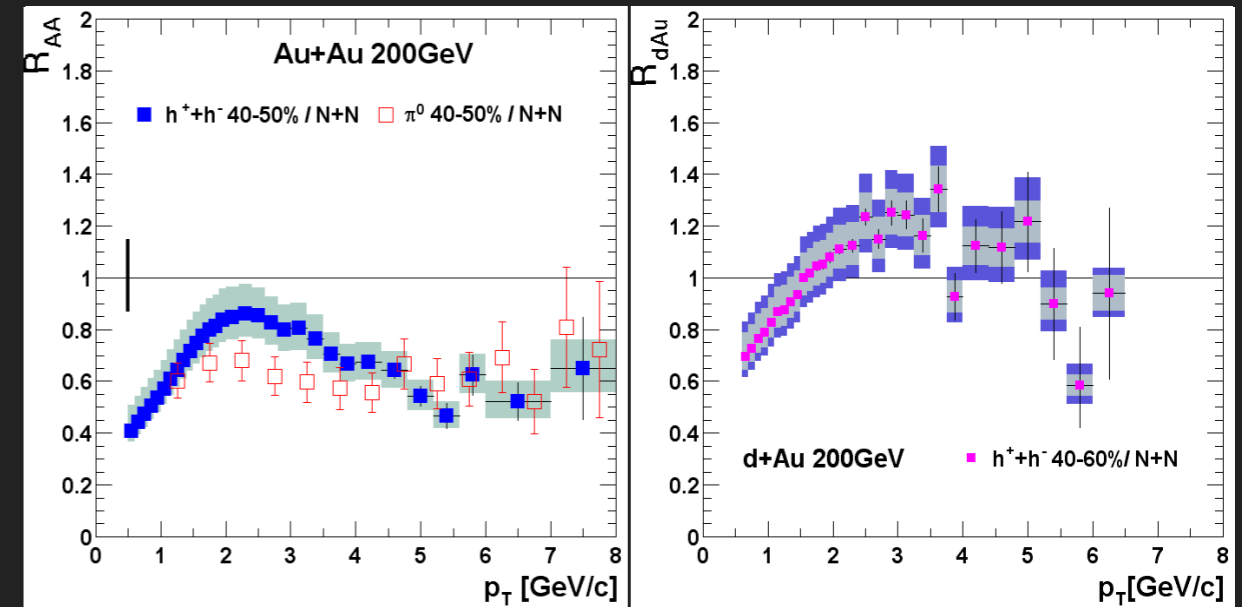 R_AA
Au+Au 200GeV
h⁺+h⁻ 40-50% / N+N
π⁰ 40-50% / N+N
2
1.8
1.6
1.4
1.2
1
0.8
0.6
0.4
0.2
0
0 1 2 3 4 5 6 7 8
p_T [GeV/c]
R_dAu
2
1.8
1.6
1.4
1.2
1
0.8
0.6
0.4
0.2
0
d+Au 200GeV
h⁺+h⁻ 40-60%/ N+N
0 1 2 3 4 5 6 7 8
p_T[GeV/c]